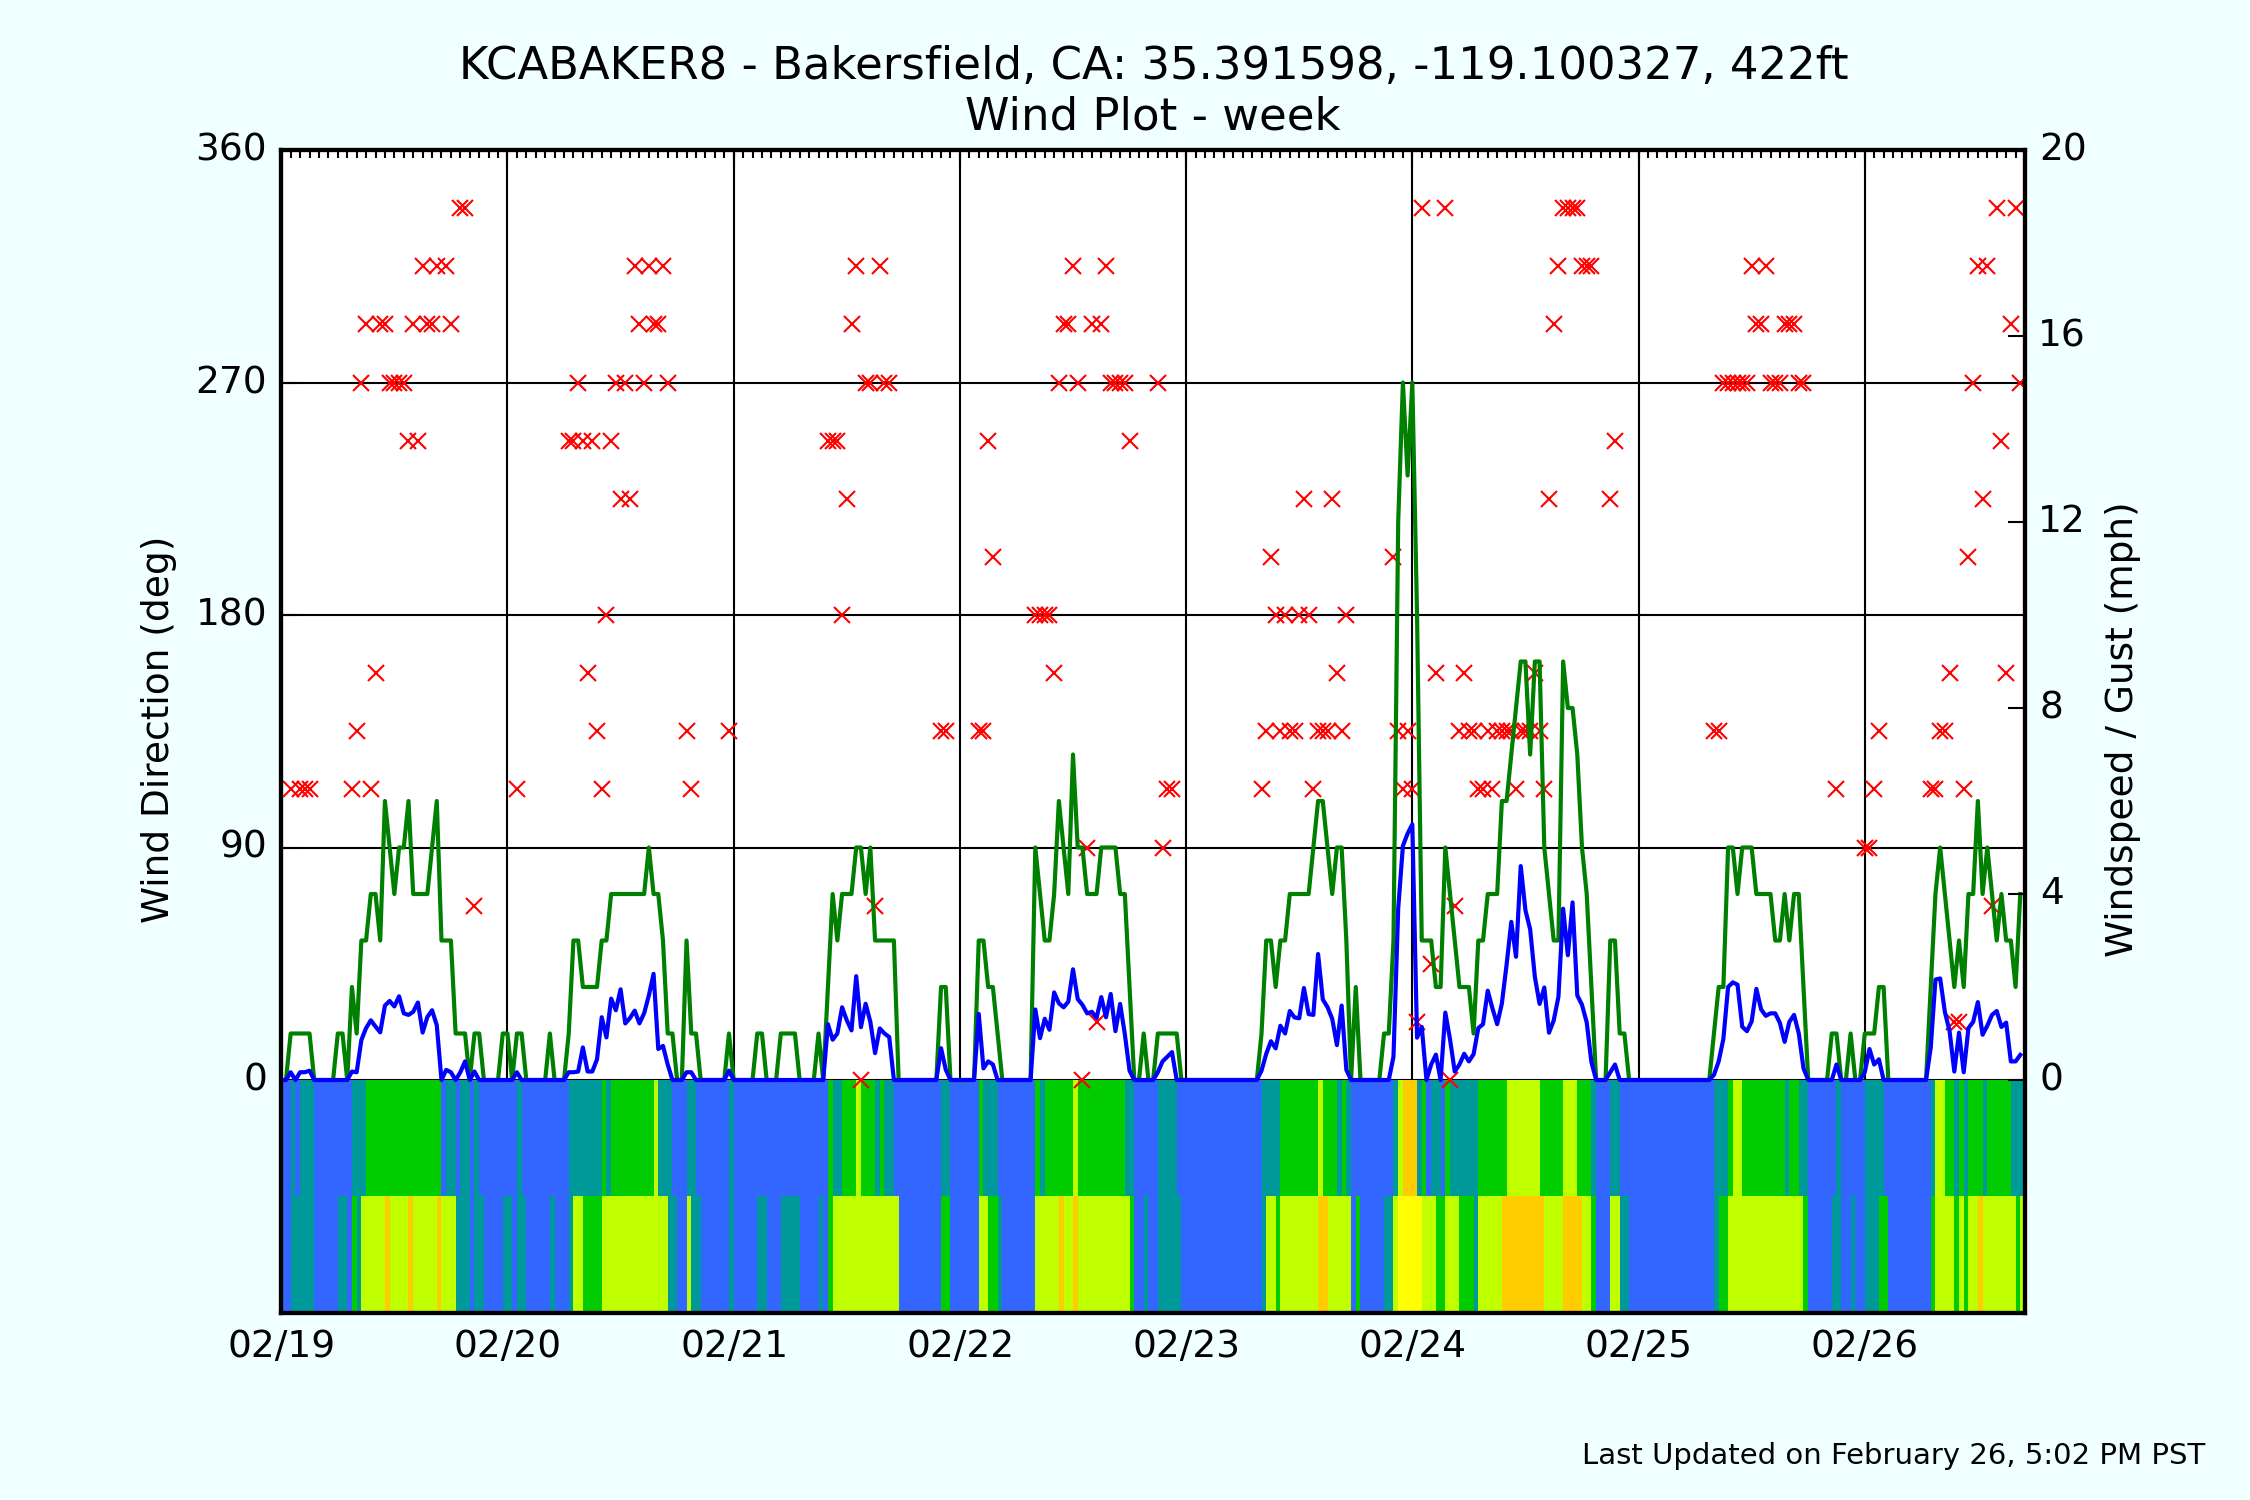 KCABAKER8 - Bakersfield, CA: 35.391598, -119.100327, 422ft
Wind Plot - week
360
270
180
90
0
Wind Direction (deg)
20
16
12
8
4
0
Windspeed / Gust (mph)
02/19 02/20 02/21 02/22 02/23 02/24 02/25 02/26
Last Updated on February 26, 5:02 PM PST